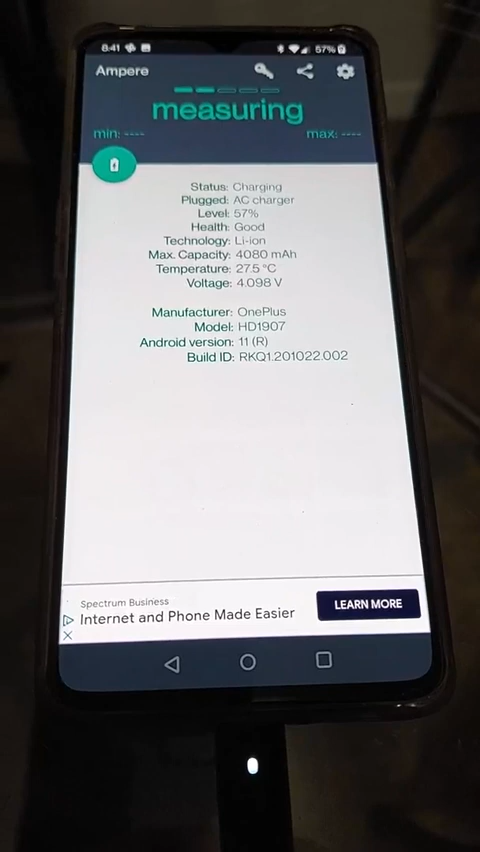 8:41 57%
Ampere
measuring
min: ---- max: ----
Status: Charging
Plugged: AC charger
Level: 57%
Health: Good
Technology: Li-ion
Max. Capacity: 4080 mAh
Temperature: 27.5 °C
Voltage: 4.098 V
Manufacturer: OnePlus
Model: HD1907
Android version: 11 (R)
Build ID: RKQ1.201022.002
Spectrum Business
Internet and Phone Made Easier
LEARN MORE